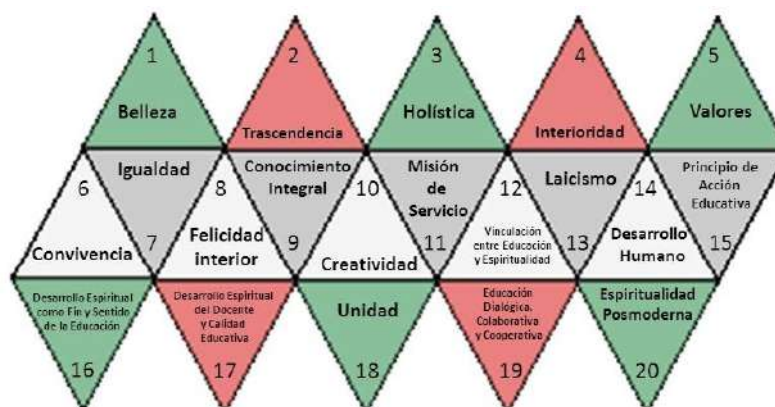 1
Belleza
2
Trascendencia
3
Holística
4
Interioridad
5
Valores
6
Convivencia
Igualdad
7
8
Felicidad
interior
Conocimiento
Integral
9
10
Creatividad
Misión
de
Servicio
11
12
Vinculación
entre Educación
y Espiritualidad
Laicismo
13
14
Desarrollo
Humano
Principio de
Acción
Educativa
15
Desarrollo Espiritual
como Fin y Sentido
de la Educación
16
Desarrollo Espiritual
del Docente
y Calidad
Educativa
17
Unidad
18
Educación
Dialógica,
Colaborativa
y Cooperativa
19
Espiritualidad
Posmoderna
20